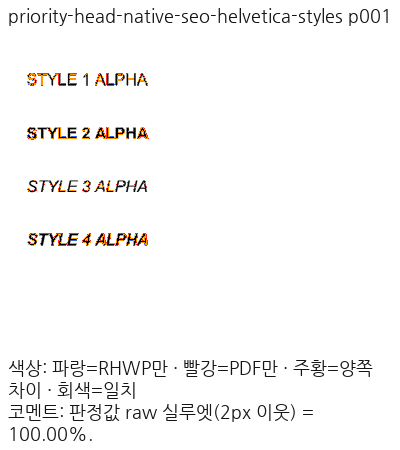 priority-head-native-seo-helvetica-styles p001
STYLE 1 ALPHA
STYLE 2 ALPHA
STYLE 3 ALPHA
STYLE 4 ALPHA
색상: 파랑=RHWP만 · 빨강=PDF만 · 주황=양쪽
차이 · 회색=일치
코멘트: 판정값 raw 실루엣(2px 이웃) =
100.00%.